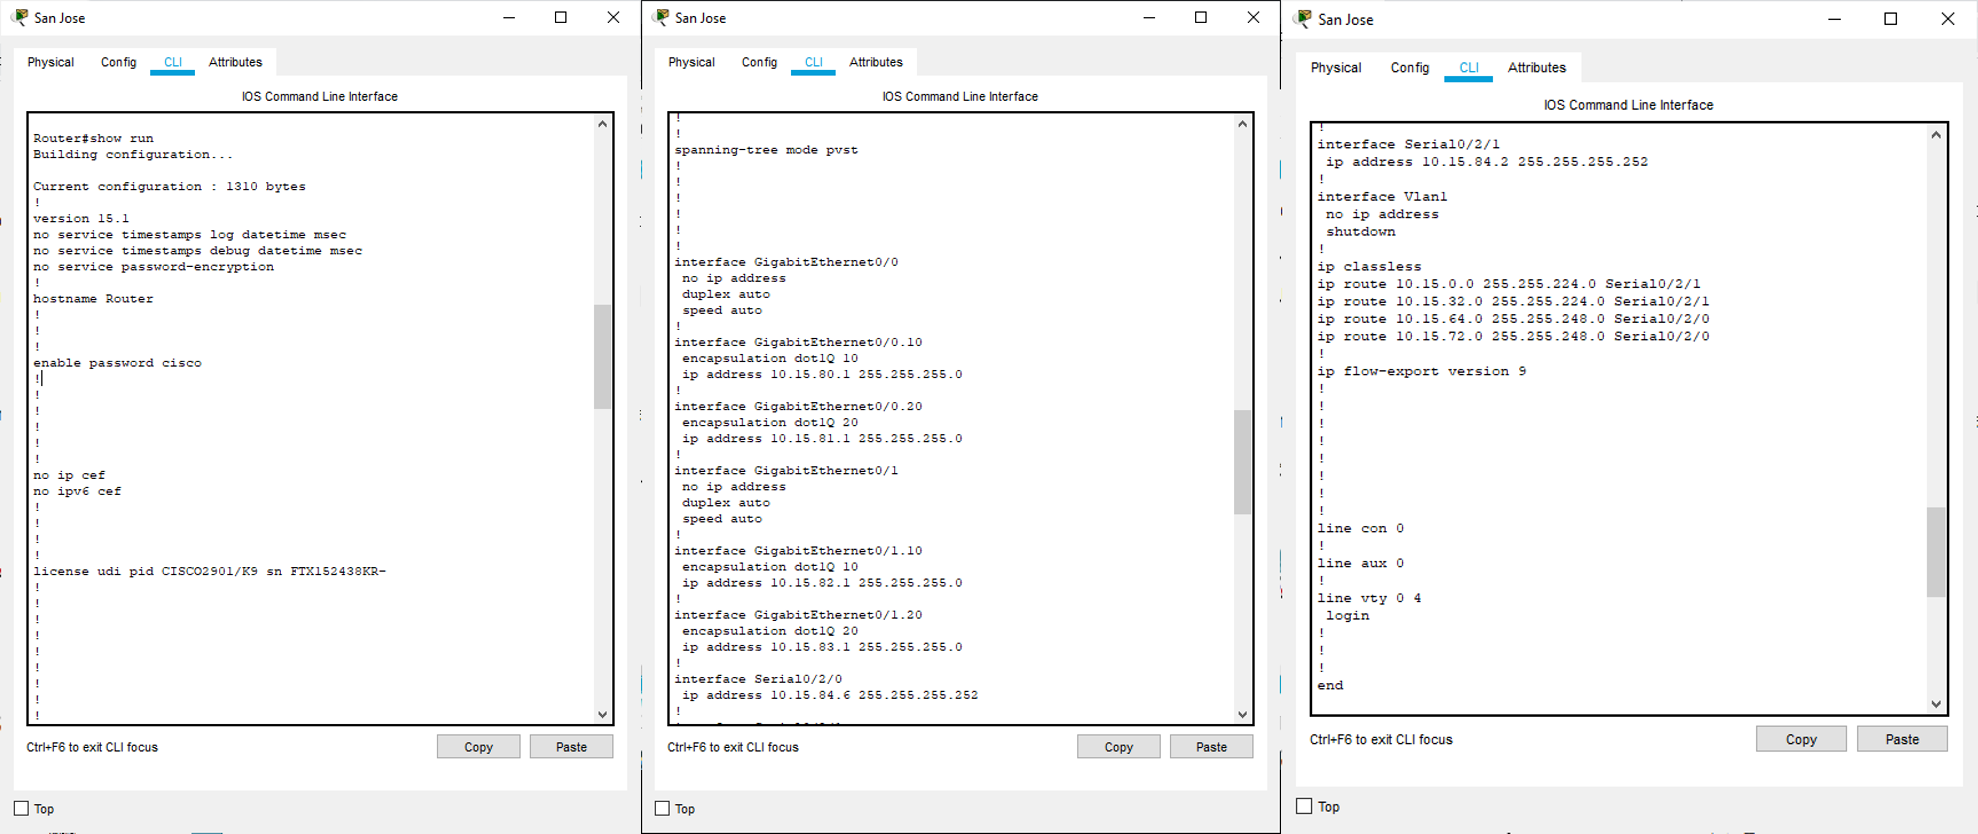 San Jose
Physical Config CLI Attributes
IOS Command Line Interface
Router#show run
Building configuration...
Current configuration : 1310 bytes
!
version 15.1
no service timestamps log datetime msec
no service timestamps debug datetime msec
no service password-encryption
!
hostname Router
!
!
!
enable password cisco
!
!
!
!
!
!
no ip cef
no ipv6 cef
!
!
!
!
license udi pid CISCO2901/K9 sn FTX152438KR-
!
!
!
!
!
!
!
!
!
Ctrl+F6 to exit CLI focus
Copy Paste
Top
San Jose
Physical Config CLI Attributes
IOS Command Line Interface
!
!
spanning-tree mode pvst
!
!
!
!
!
!
interface GigabitEthernet0/0
no ip address
duplex auto
speed auto
!
interface GigabitEthernet0/0.10
encapsulation dot1Q 10
ip address 10.15.80.1 255.255.255.0
!
interface GigabitEthernet0/0.20
encapsulation dot1Q 20
ip address 10.15.81.1 255.255.255.0
!
interface GigabitEthernet0/1
no ip address
duplex auto
speed auto
!
interface GigabitEthernet0/1.10
encapsulation dot1Q 10
ip address 10.15.82.1 255.255.255.0
!
interface GigabitEthernet0/1.20
encapsulation dot1Q 20
ip address 10.15.83.1 255.255.255.0
!
interface Serial0/2/0
ip address 10.15.84.6 255.255.255.252
!
Ctrl+F6 to exit CLI focus
Copy Paste
Top
San Jose
Physical Config CLI Attributes
IOS Command Line Interface
!
interface Serial0/2/1
ip address 10.15.84.2 255.255.255.252
!
interface Vlan1
no ip address
shutdown
!
ip classless
ip route 10.15.0.0 255.255.224.0 Serial0/2/1
ip route 10.15.32.0 255.255.224.0 Serial0/2/1
ip route 10.15.64.0 255.255.248.0 Serial0/2/0
ip route 10.15.72.0 255.255.248.0 Serial0/2/0
!
ip flow-export version 9
!
!
!
!
!
!
!
!
line con 0
!
line aux 0
!
line vty 0 4
login
!
!
!
end
Ctrl+F6 to exit CLI focus
Copy Paste
Top